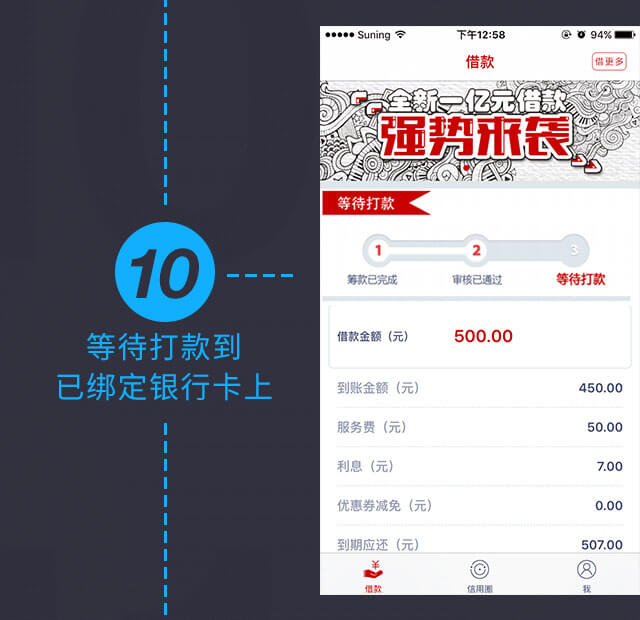 ●●●●● Suning 下午12:58 94%
借款 借更多
全新一亿元借款
强势来袭
等待打款
1 2 3
筹款已完成 审核已通过 等待打款
10
等待打款到
已绑定银行卡上
借款金额（元） 500.00
到账金额（元） 450.00
服务费（元） 50.00
利息（元） 7.00
优惠券减免（元） 0.00
到期应还（元） 507.00
¥
借款 信用圈 我